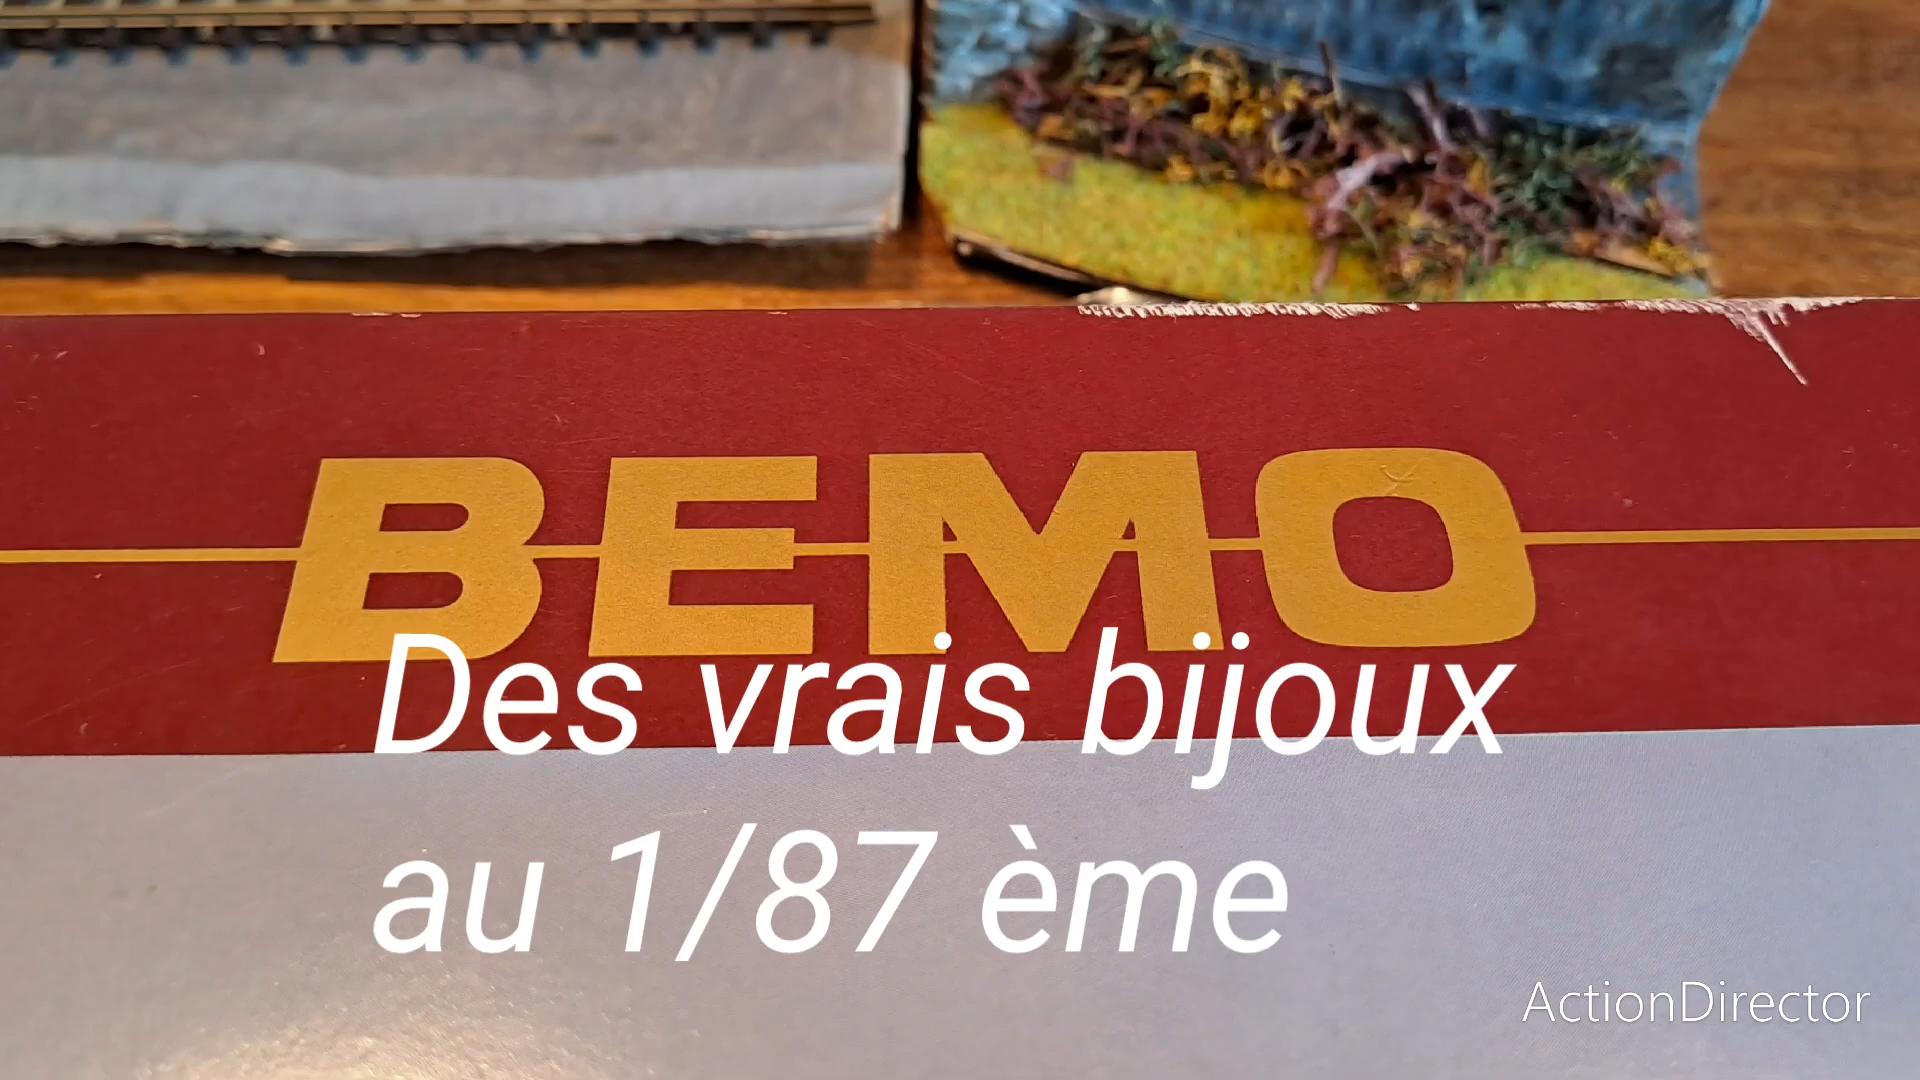 BEMO
Des vrais bijoux
au 1/87 ème
ActionDirector